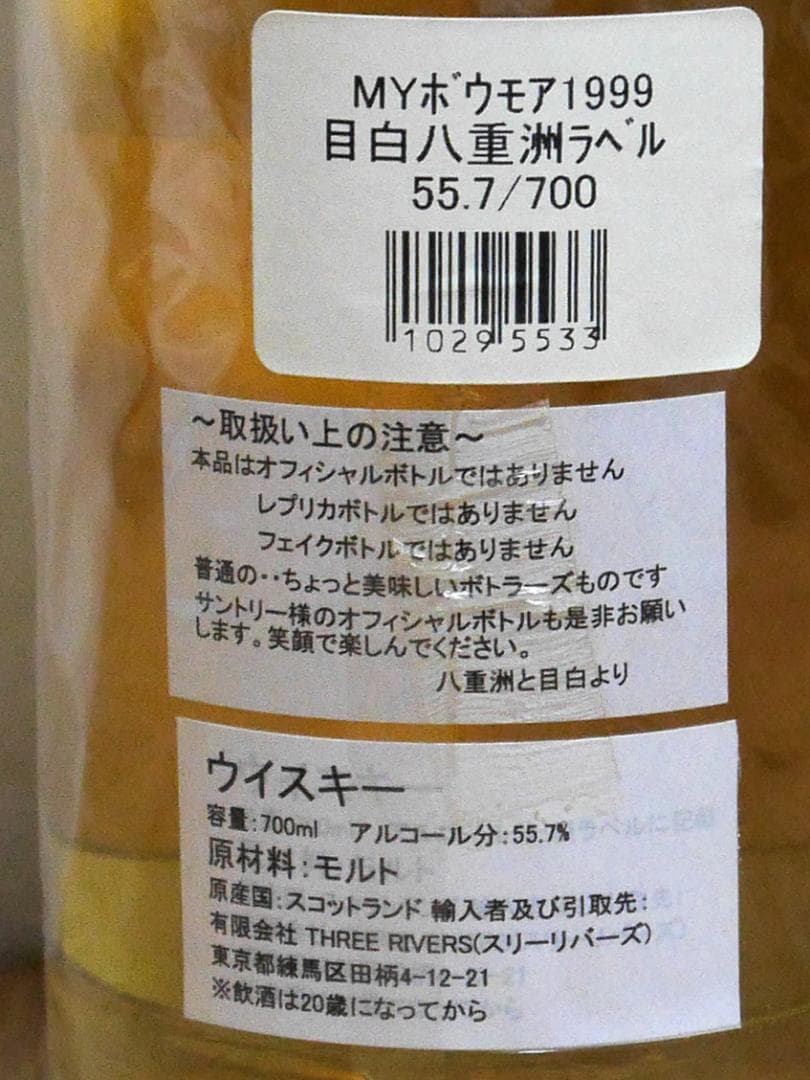 MYボウモア1999
目白八重洲ラベル
55.7/700
10295533
～取扱い上の注意～
本品はオフィシャルボトルではありません
レプリカボトルではありません
フェイクボトルではありません
普通の・・ちょっと美味しいボトラーズものです
サントリー様のオフィシャルボトルも是非お願い
します。笑顔で楽しんでください。
八重洲と目白より
ウイスキー
容量:700ml アルコール分:55.7%
原材料:モルト
原産国:スコットランド 輸入者及び引取先:
有限会社 THREE RIVERS(スリーリバーズ)
東京都練馬区田柄4-12-21
※飲酒は20歳になってから